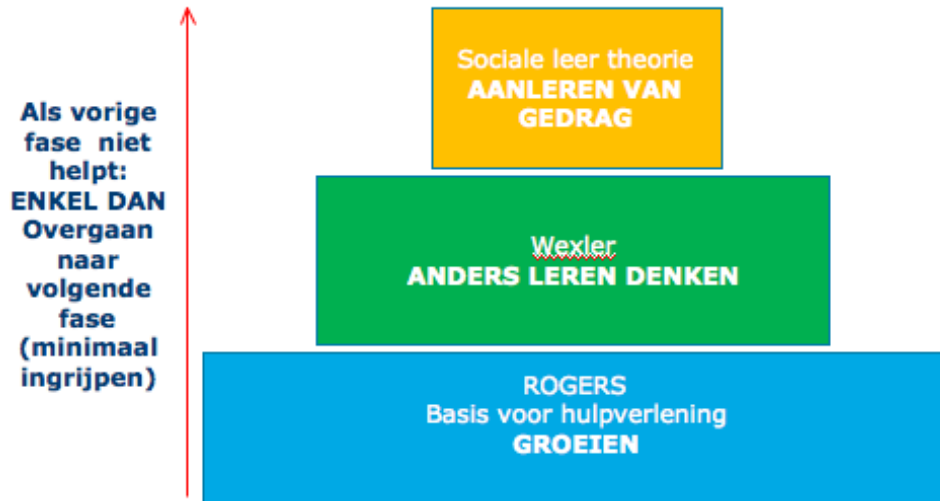 Als vorige
fase niet
helpt:
ENKEL DAN
Overgaan
naar
volgende
fase
(minimaal
ingrijpen)
Sociale leer theorie
AANLEREN VAN
GEDRAG
Wexler
ANDERS LEREN DENKEN
ROGERS
Basis voor hulpverlening
GROEIEN